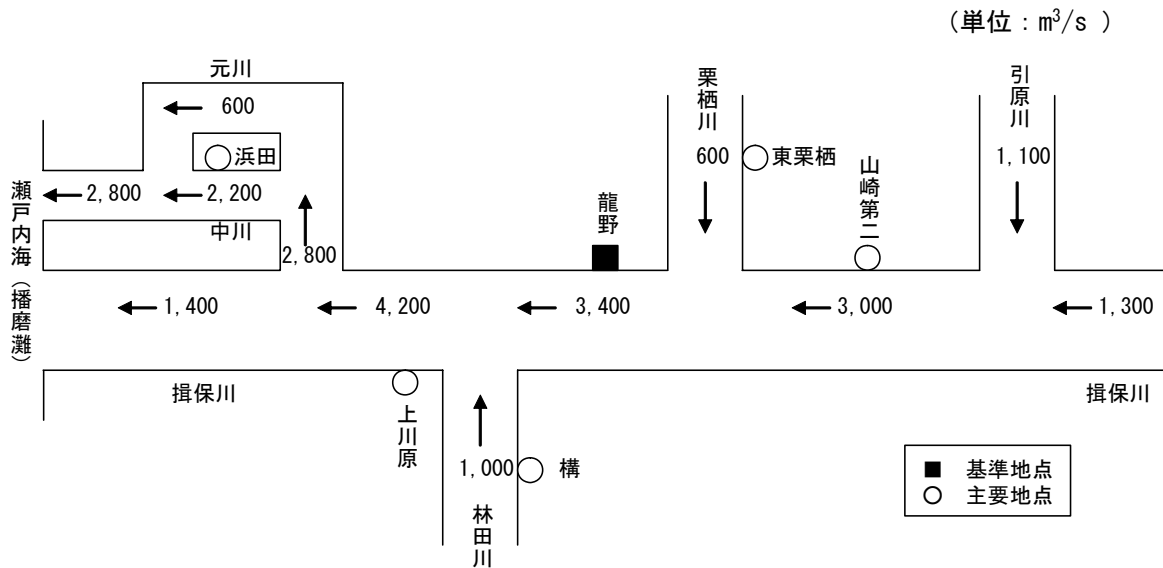 （単位：m³/s ）
元川
600
浜田
2,800
2,200
中川
2,800
瀬戸内海（播磨灘）
栗栖川
600
東栗栖
引原川
1,100
山崎第二
龍野
1,400
4,200
3,400
3,000
1,300
揖保川
揖保川
上川原
1,000
構
林田川
基準地点
主要地点